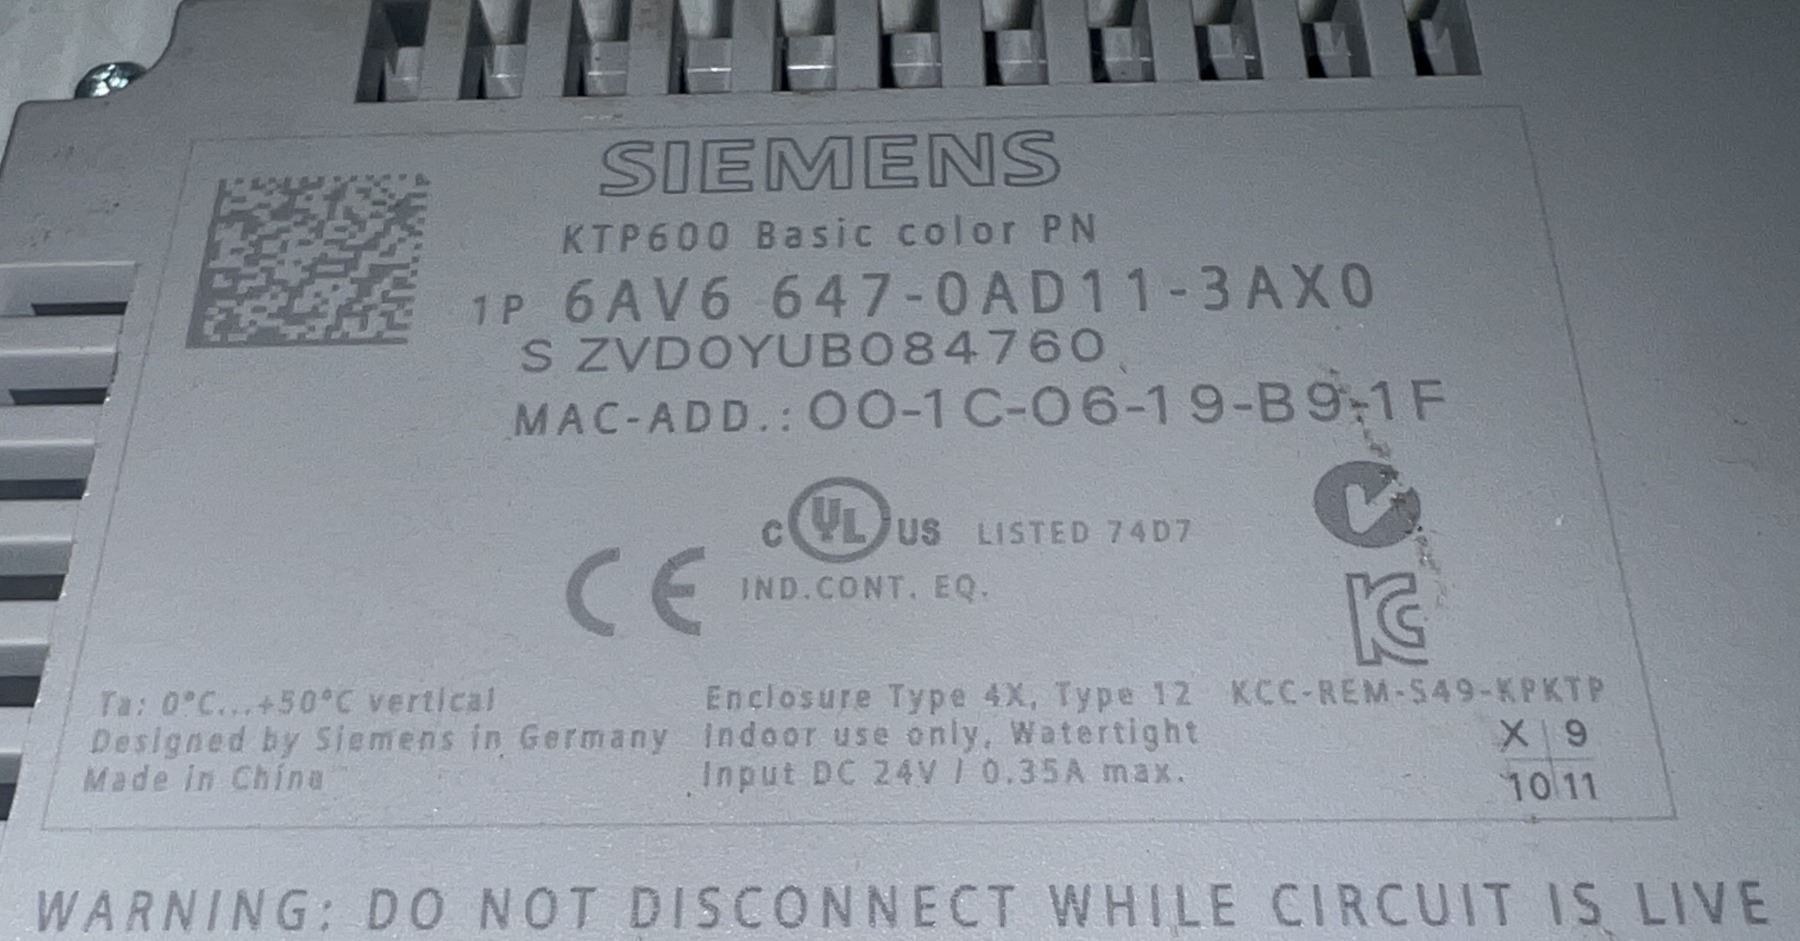 SIEMENS
KTP600 Basic color PN
1P 6AV6 647-0AD11-3AX0
S ZVD0YUB084760
MAC-ADD.: 00-1C-06-19-B9-1F
C UL US LISTED 74D7
CE IND.CONT. EQ.
KC
Ta: 0°C...+50°C vertical
Designed by Siemens in Germany
Made in China
Enclosure Type 4X, Type 12
Indoor use only, Watertight
Input DC 24V / 0.35A max.
KCC-REM-S49-KPKTP
X 9
10 11
WARNING: DO NOT DISCONNECT WHILE CIRCUIT IS LIVE